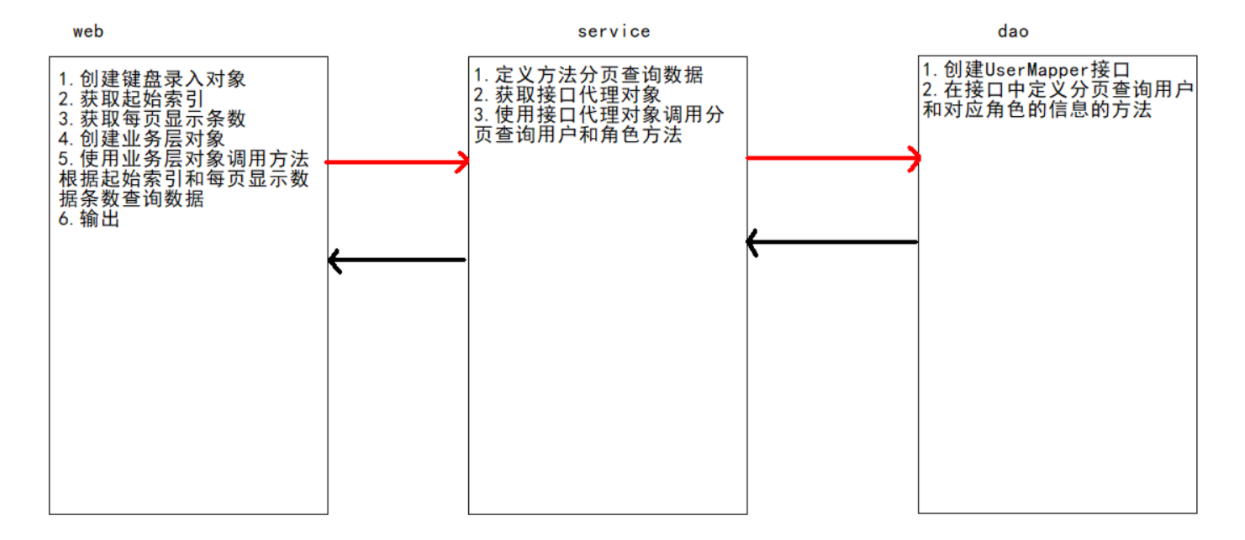 web
1. 创建键盘录入对象
2. 获取起始索引
3. 获取每页显示条数
4. 创建业务层对象
5. 使用业务层对象调用方法
根据起始索引和每页显示数
据条数查询数据
6. 输出
service
1. 定义方法分页查询数据
2. 获取接口代理对象
3. 使用接口代理对象调用分
页查询用户和角色方法
dao
1. 创建UserMapper接口
2. 在接口中定义分页查询用户
和对应角色的信息的方法